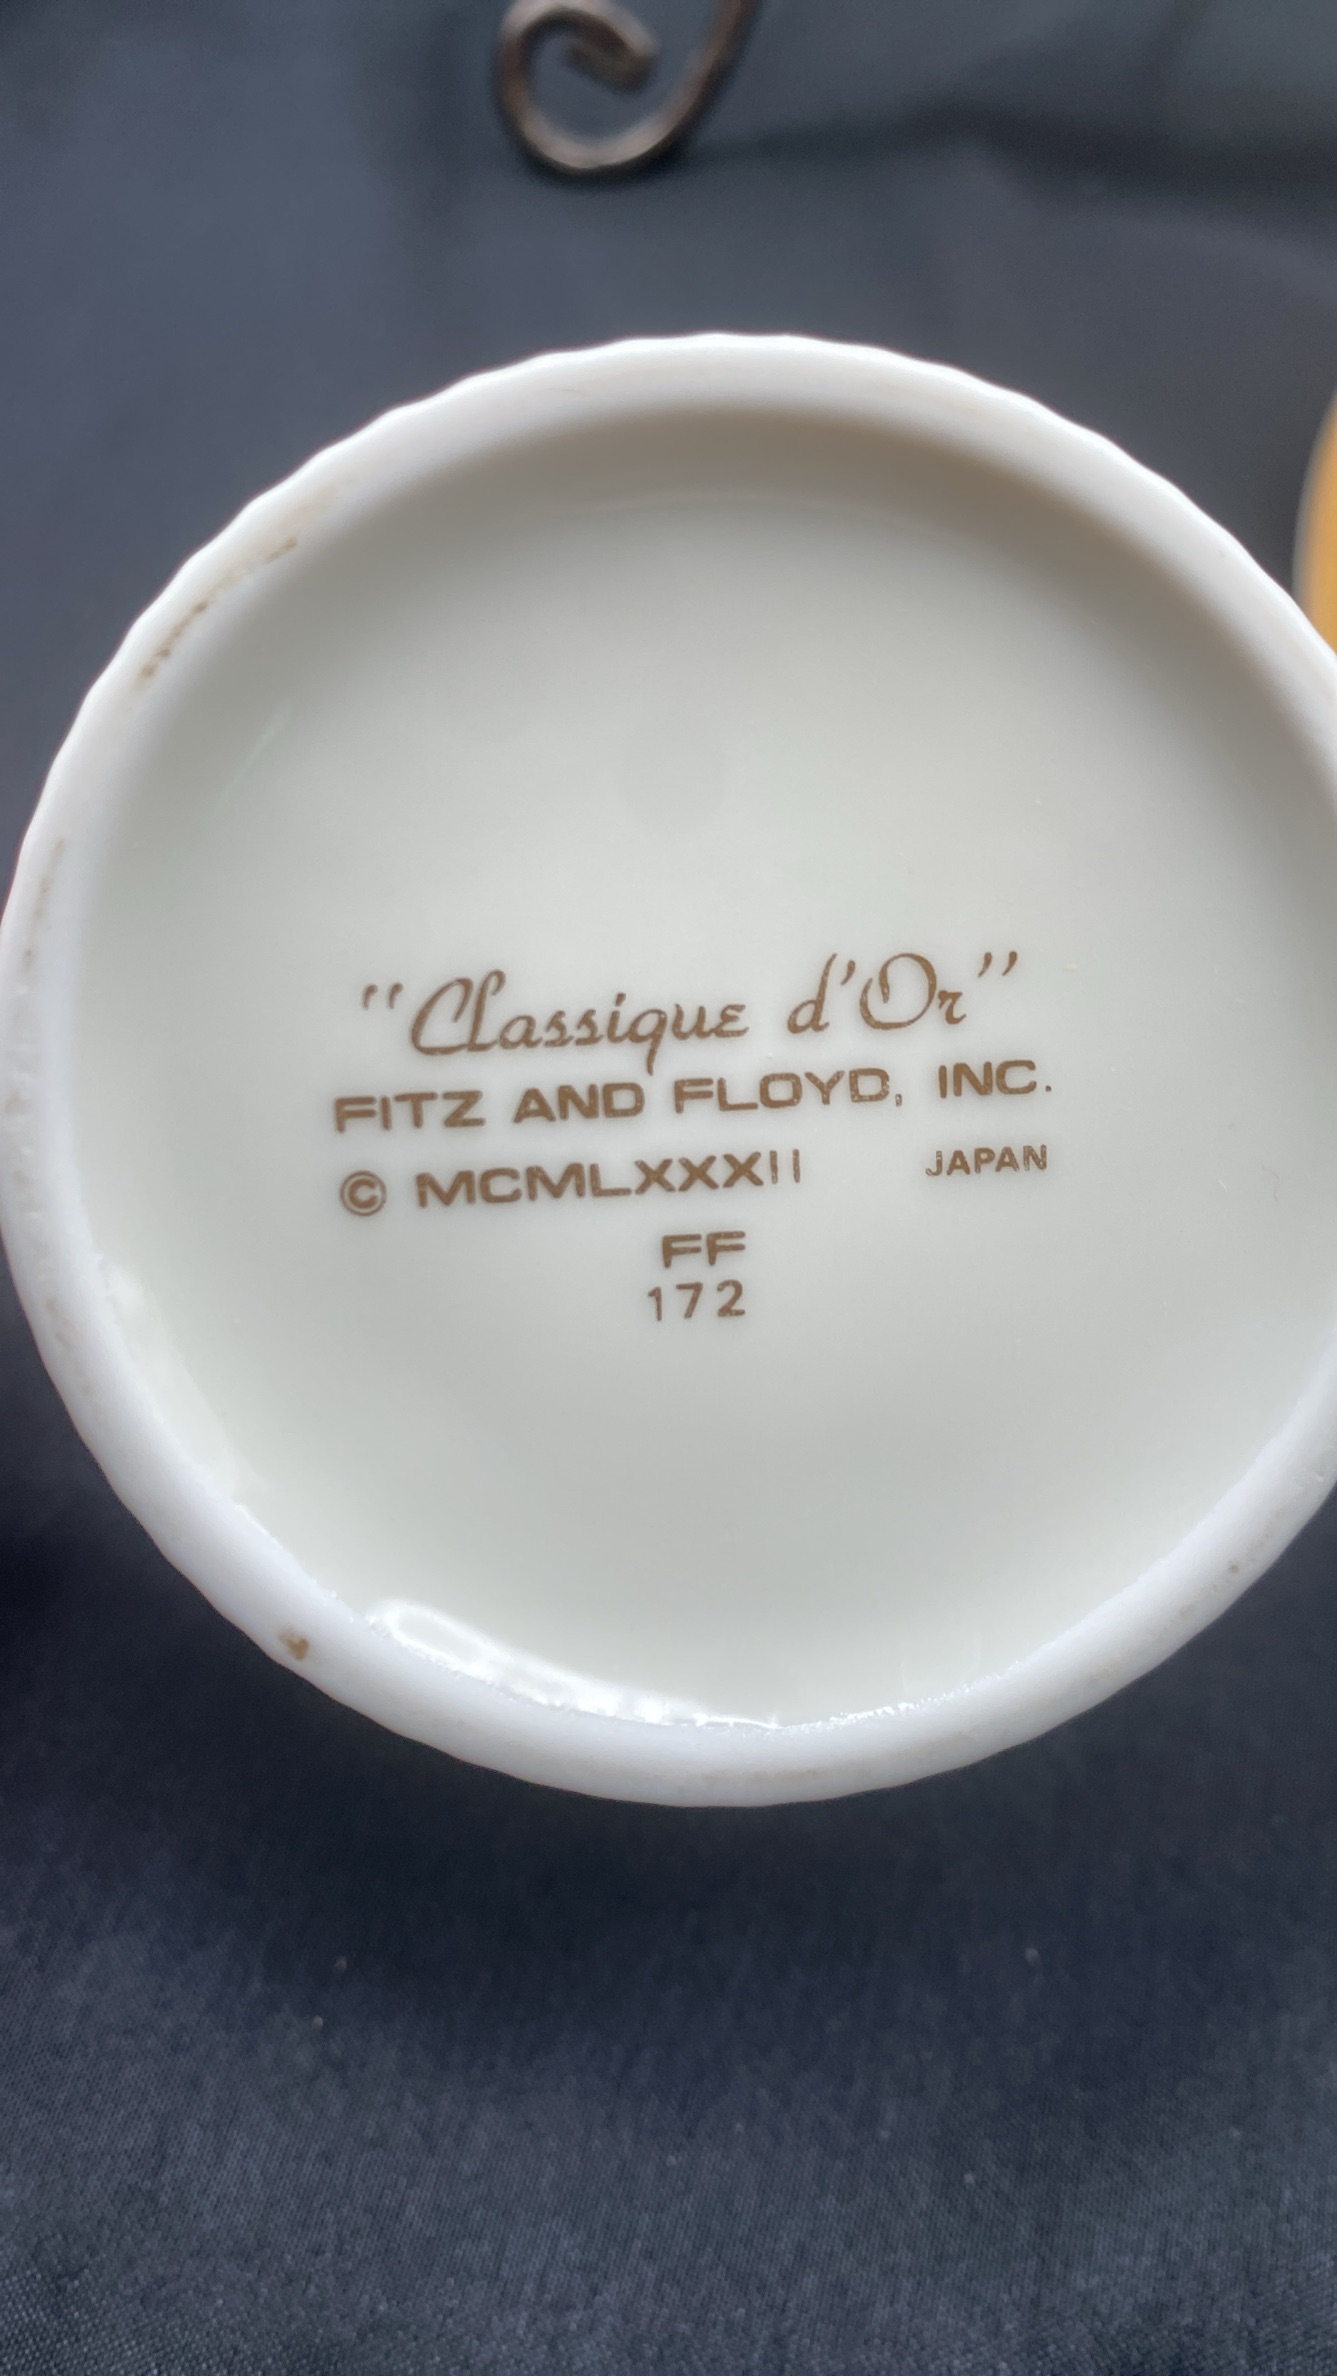 "Classique d'Or"
FITZ AND FLOYD, INC.
© MCMLXXXII JAPAN
FF
172